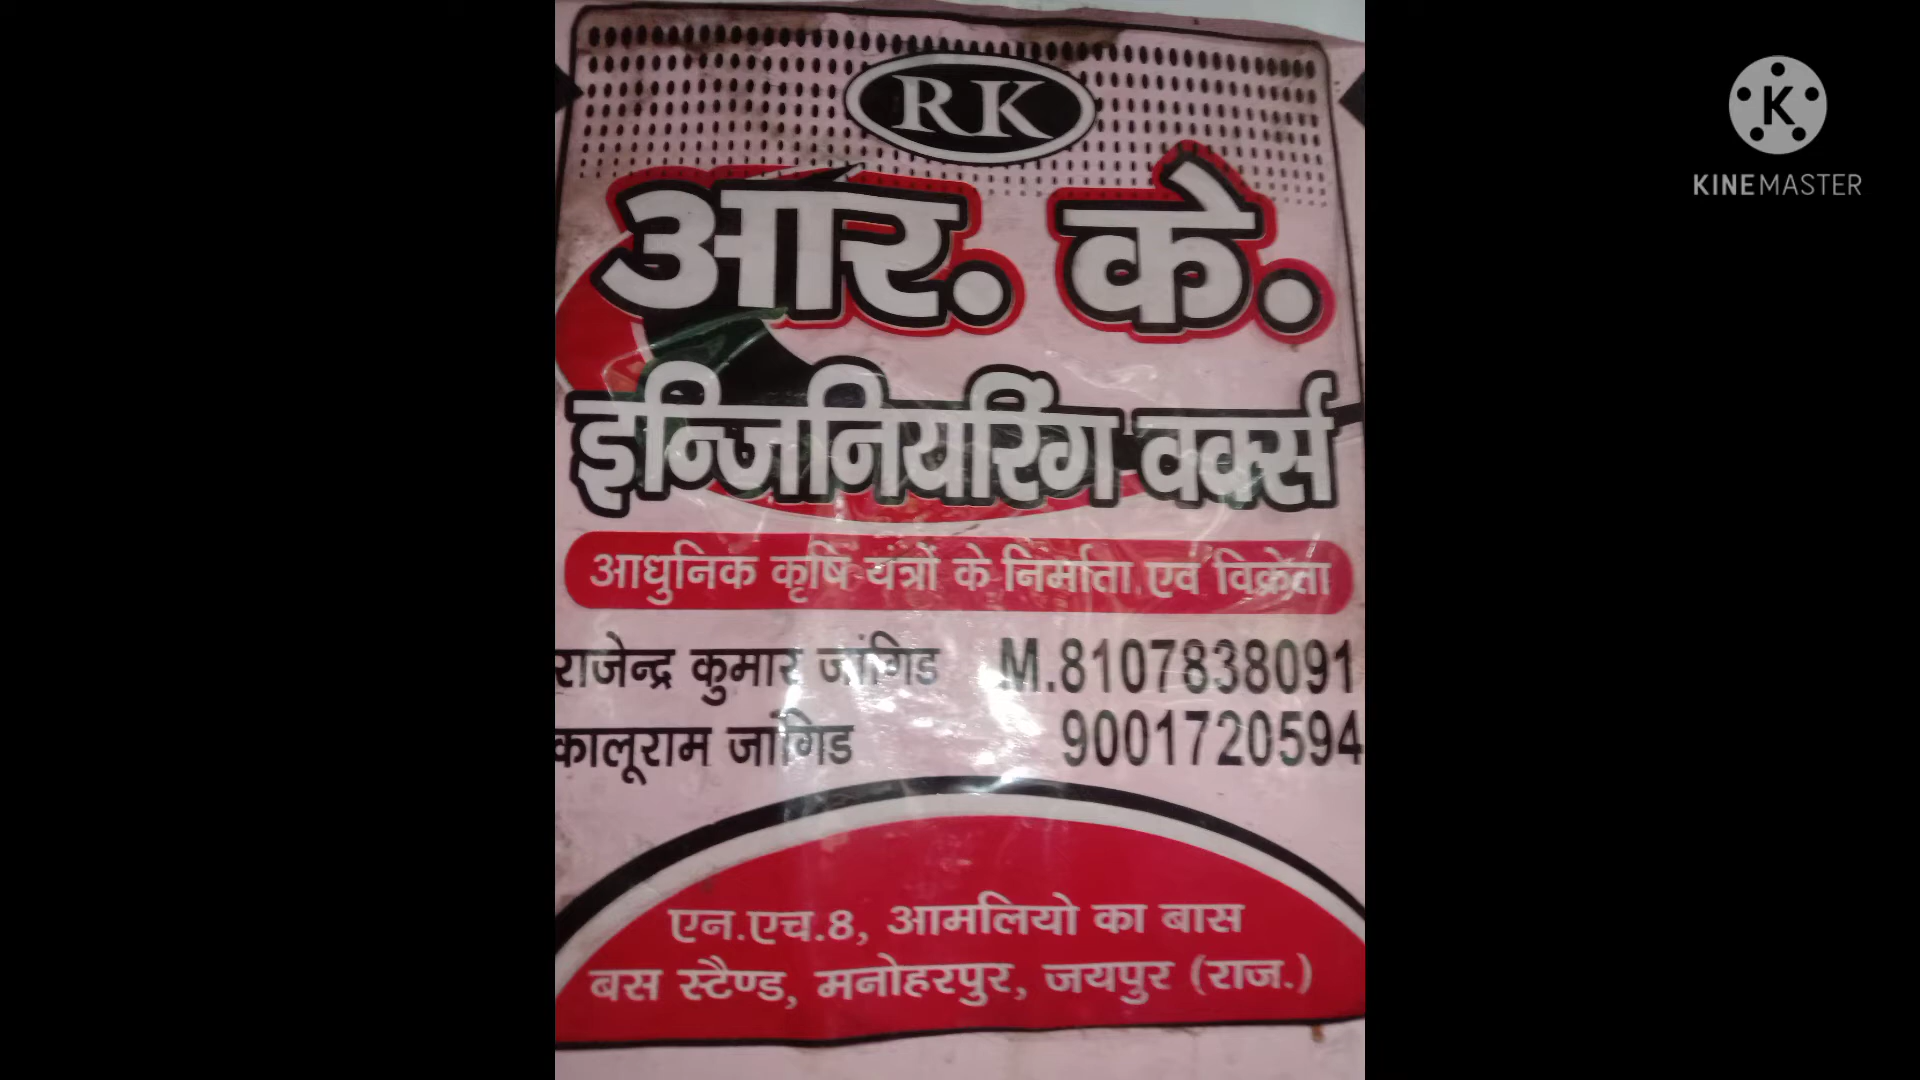 RK
आर. के.
इन्जिनियरिंग वर्क्स
आधुनिक कृषि यंत्रों के निर्माता एवं विक्रेता
राजेन्द्र कुमार जांगिड M.8107838091
कालूराम जांगिड 9001720594
एन.एच.8, आमलियो का बास
बस स्टैण्ड, मनोहरपुर, जयपुर (राज.)
K
KINEMASTER